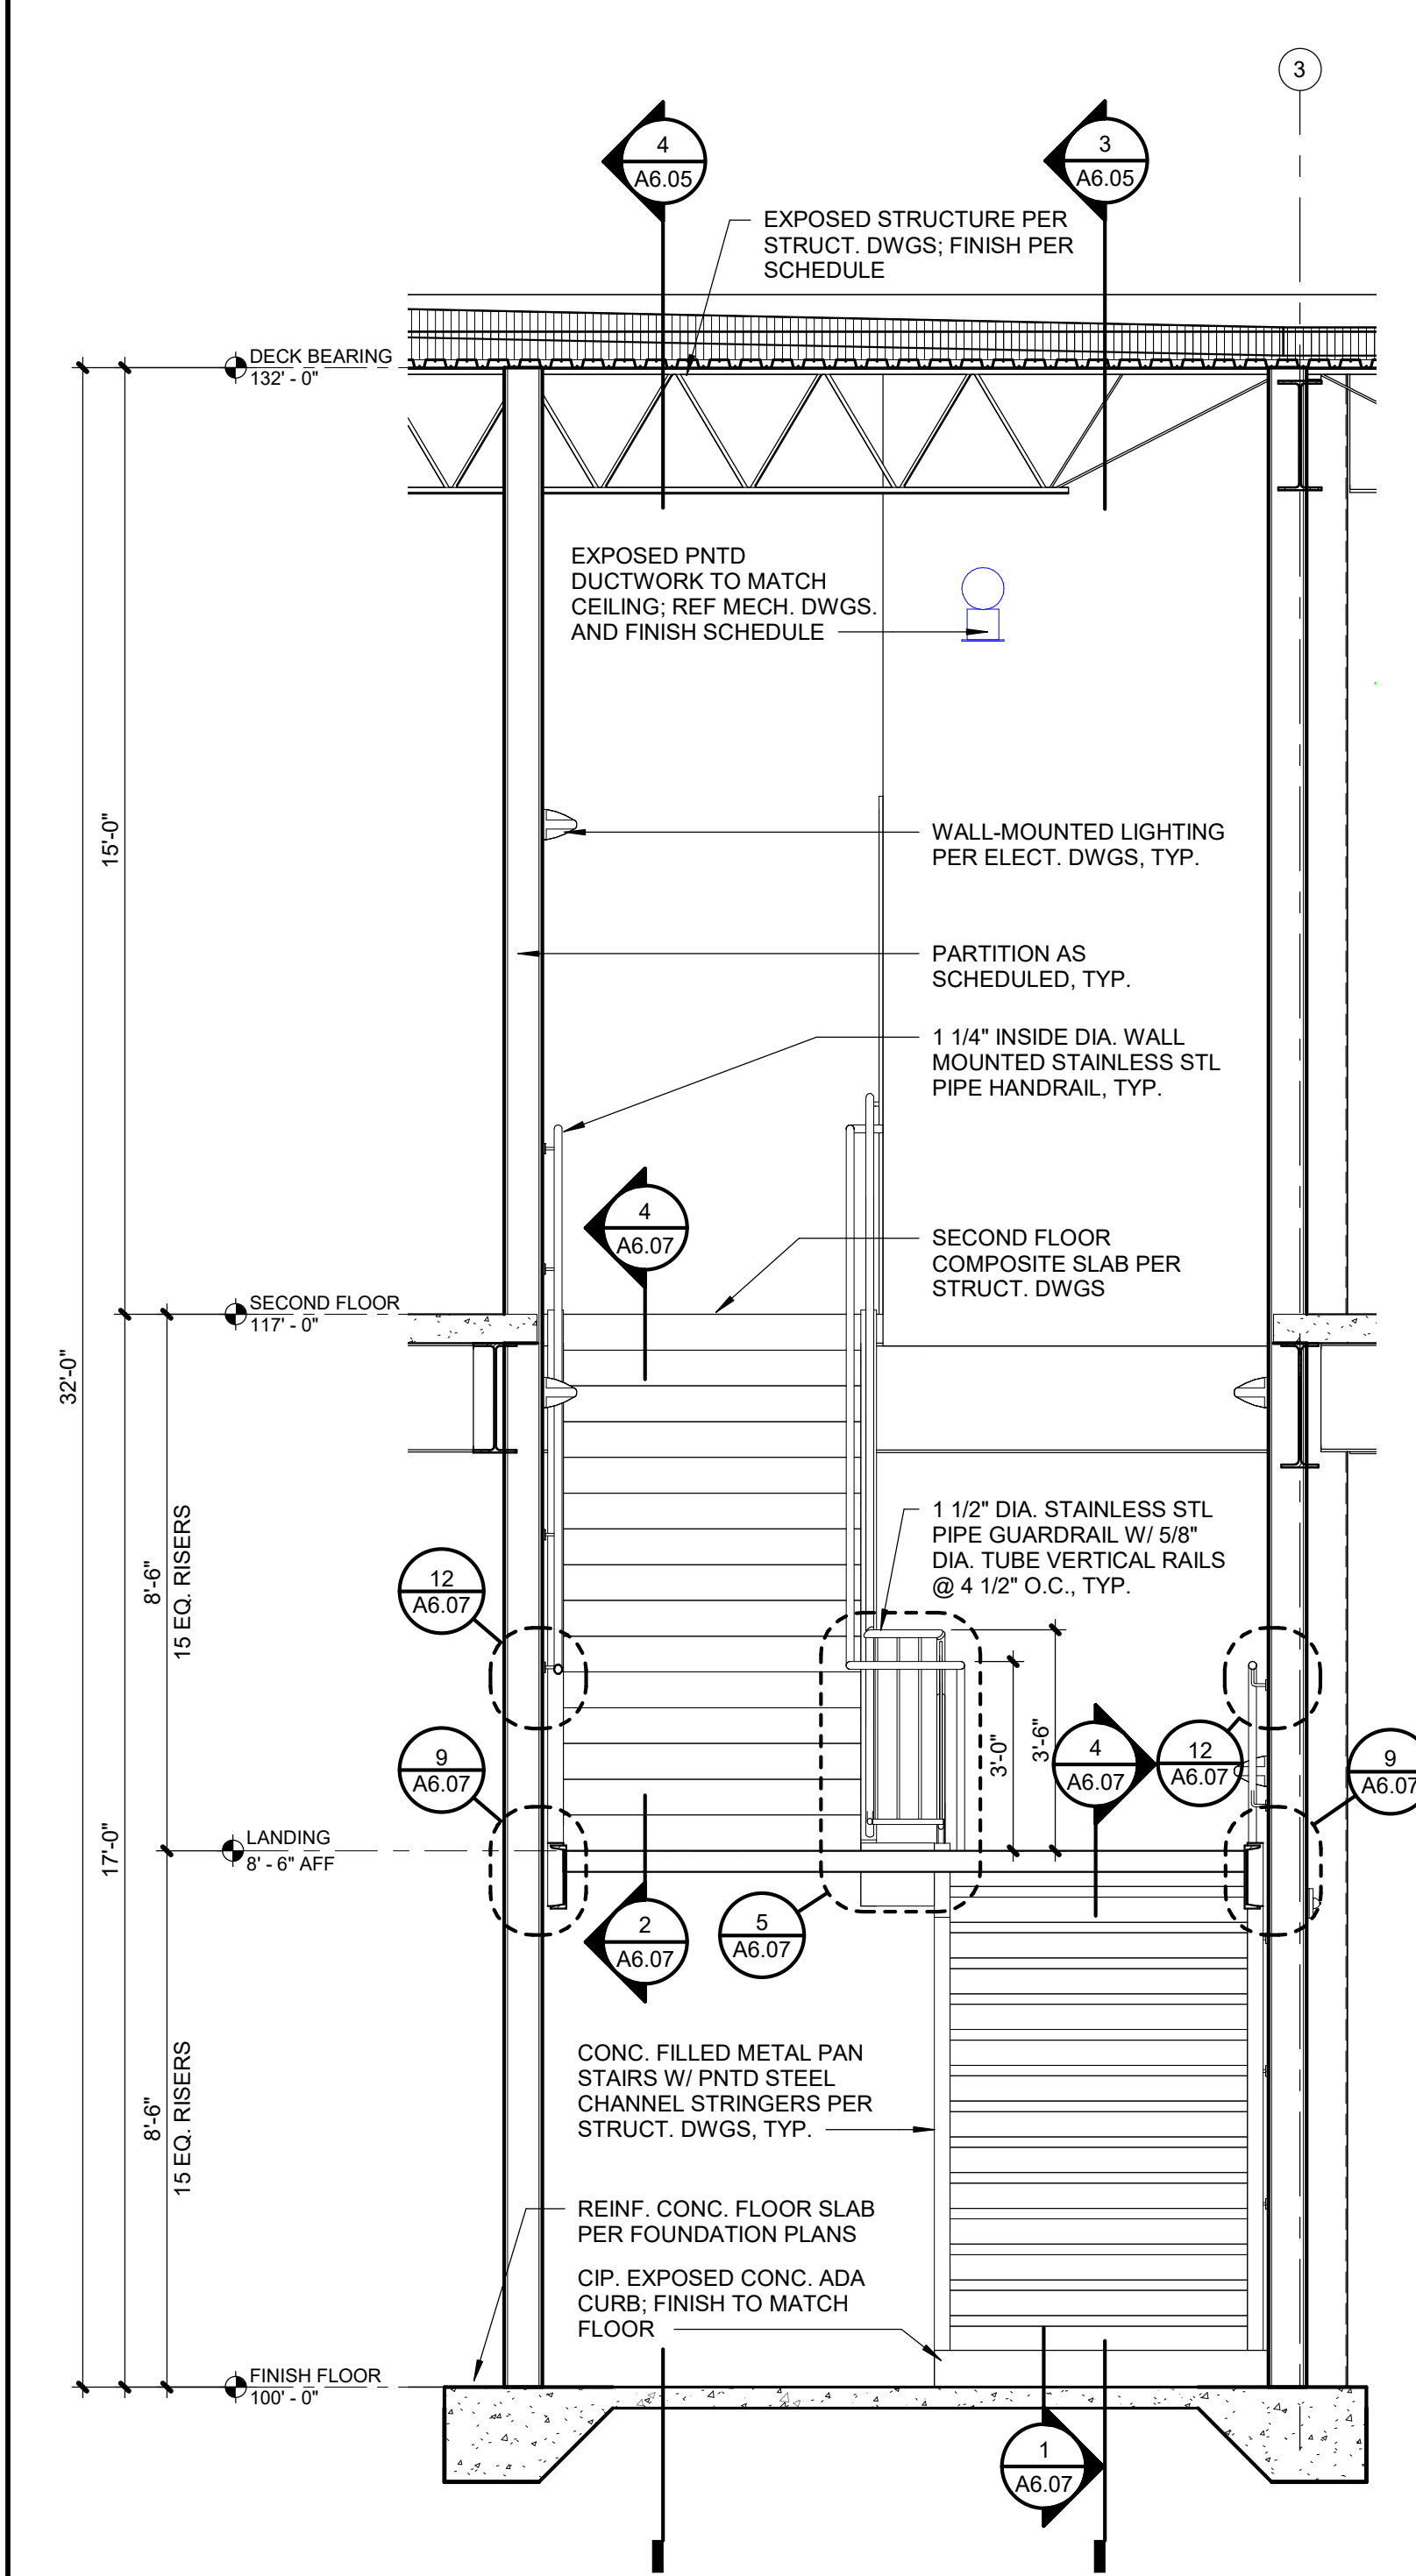 3
4
A6.05
3
A6.05
EXPOSED STRUCTURE PER
STRUCT. DWGS; FINISH PER
SCHEDULE
DECK BEARING
132' - 0"
EXPOSED PNTD
DUCTWORK TO MATCH
CEILING; REF MECH. DWGS.
AND FINISH SCHEDULE
15'-0"
WALL-MOUNTED LIGHTING
PER ELECT. DWGS, TYP.
PARTITION AS
SCHEDULED, TYP.
1 1/4" INSIDE DIA. WALL
MOUNTED STAINLESS STL
PIPE HANDRAIL, TYP.
4
A6.07
SECOND FLOOR
COMPOSITE SLAB PER
STRUCT. DWGS
SECOND FLOOR
117' - 0"
32'-0"
1 1/2" DIA. STAINLESS STL
PIPE GUARDRAIL W/ 5/8"
DIA. TUBE VERTICAL RAILS
@ 4 1/2" O.C., TYP.
8'-6"
15 EQ. RISERS
12
A6.07
9
A6.07
3'-0"
3'-6"
4
A6.07
12
A6.07
9
A6.07
17'-0"
LANDING
8' - 6" AFF
2
A6.07
5
A6.07
CONC. FILLED METAL PAN
STAIRS W/ PNTD STEEL
CHANNEL STRINGERS PER
STRUCT. DWGS, TYP.
8'-6"
15 EQ. RISERS
REINF. CONC. FLOOR SLAB
PER FOUNDATION PLANS
CIP. EXPOSED CONC. ADA
CURB; FINISH TO MATCH
FLOOR
FINISH FLOOR
100' - 0"
1
A6.07